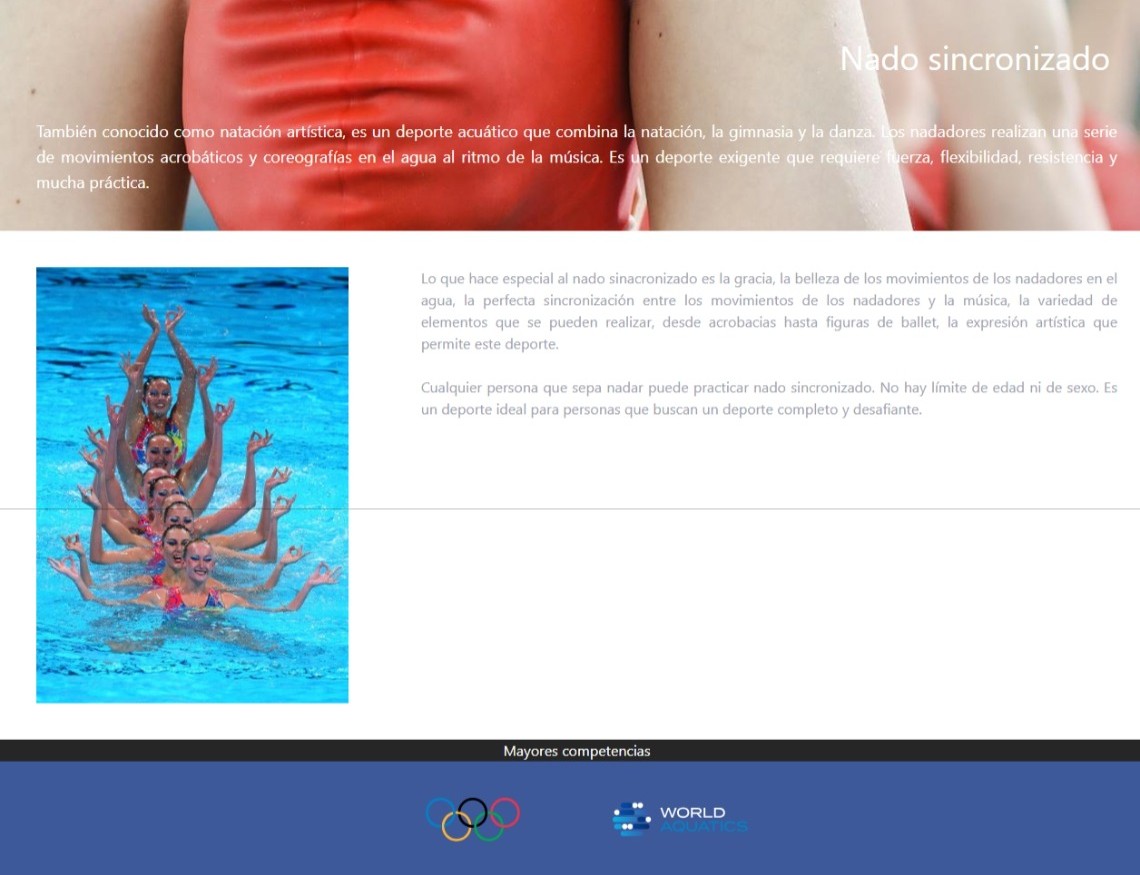 Nado sincronizado
También conocido como natación artística, es un deporte acuático que combina la natación, la gimnasia y la danza. Los nadadores realizan una serie
de movimientos acrobáticos y coreografías en el agua al ritmo de la música. Es un deporte exigente que requiere fuerza, flexibilidad, resistencia y
mucha práctica.
Lo que hace especial al nado sinacronizado es la gracia, la belleza de los movimientos de los nadadores en el
agua, la perfecta sincronización entre los movimientos de los nadadores y la música, la variedad de
elementos que se pueden realizar, desde acrobacias hasta figuras de ballet, la expresión artística que
permite este deporte.
Cualquier persona que sepa nadar puede practicar nado sincronizado. No hay límite de edad ni de sexo. Es
un deporte ideal para personas que buscan un deporte completo y desafiante.
Mayores competencias
WORLD
AQUATICS